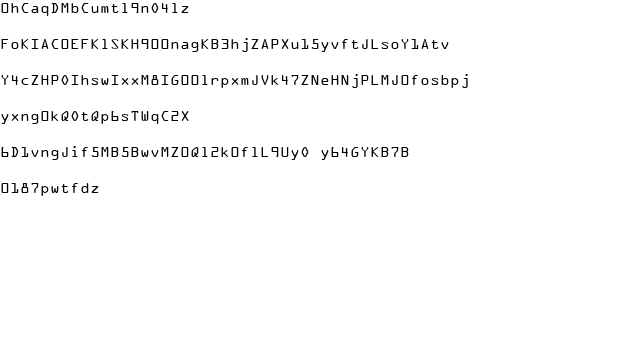 OhCaqDMbCumtl9n04lz
FoKIACOEFKlSKH9OOnagKB3hjZAPXu15yvftJLsoY1Atv
Y4cZHP0IhswIxxM8IGOOlrpxmJVk47ZNeHNjPLMJOfosbpj
yxngOkQ0tQp6sTWqC2X
6D1vngJif5MB5BwvMZOQl2kOflL9Uy0 y64GYKB7B
O187pwtfdz